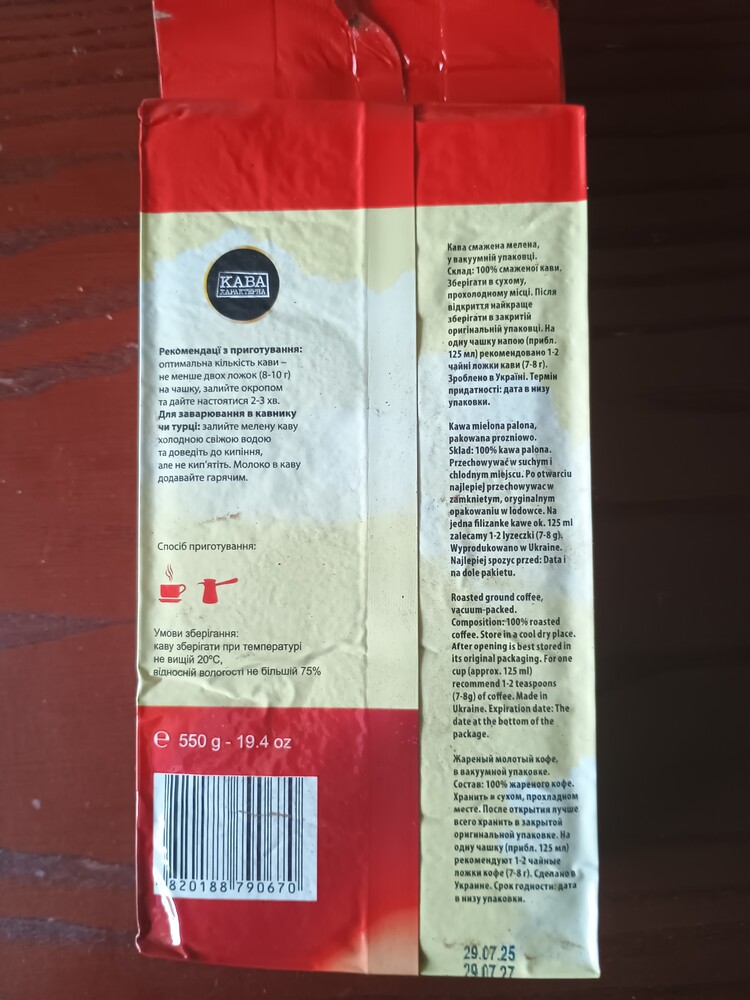 КАВА
ХАРАКТЕРНА
Рекомендації з приготування:
оптимальна кількість кави –
не менше двох ложок (8-10 г)
на чашку, залийте окропом
та дайте настоятися 2-3 хв.
Для заварювання в кавнику
чи турці: залийте мелену каву
холодною свіжою водою
та доведіть до кипіння,
але не кип'ятіть. Молоко в каву
додавайте гарячим.
Спосіб приготування:
Умови зберігання:
каву зберігати при температурі
не вищій 20°С,
відносній вологості не більшій 75%
℮ 550 g - 19.4 oz
820188 790670
Кава смажена мелена,
у вакуумній упаковці.
Склад: 100% смаженої кави.
Зберігати в сухому,
прохолодному місці. Після
відкриття найкраще
зберігати в закритій
оригінальній упаковці. На
одну чашку напою (прибл.
125 мл) рекомендовано 1-2
чайні ложки кави (7-8 г).
Зроблено в Україні. Термін
придатності: дата в низу
упаковки.
Kawa mielona palona,
pakowana prozniowo.
Sklad: 100% kawa palona.
Przechowywać w suchym i
chlodnym miejscu. Po otwarciu
najlepiej przechowywac w
zamknietym, oryginalnym
opakowaniu w lodowce. Na
jedna filizanke kawe ok. 125 ml
zalecamy 1-2 lyzeczki (7-8 g).
Wyprodukowano w Ukraine.
Najlepiej spozyc przed: Data i
na dole pakietu.
Roasted ground coffee,
vacuum-packed.
Composition: 100% roasted
coffee. Store in a cool dry place.
After opening is best stored in
its original packaging. For one
cup (approx. 125 ml)
recommend 1-2 teaspoons
(7-8g) of coffee. Made in
Ukraine. Expiration date: The
date at the bottom of the
package.
Жареный молотый кофе,
в вакуумной упаковке.
Состав: 100% жареного кофе.
Хранить в сухом, прохладном
месте. После открытия лучше
всего хранить в закрытой
оригинальной упаковке. На
одну чашку (прибл. 125 мл)
рекомендуют 1-2 чайные
ложки кофе (7-8 г). Сделано в
Украине. Срок годности: дата
в низу упаковки.
29.07.25
29.07.27